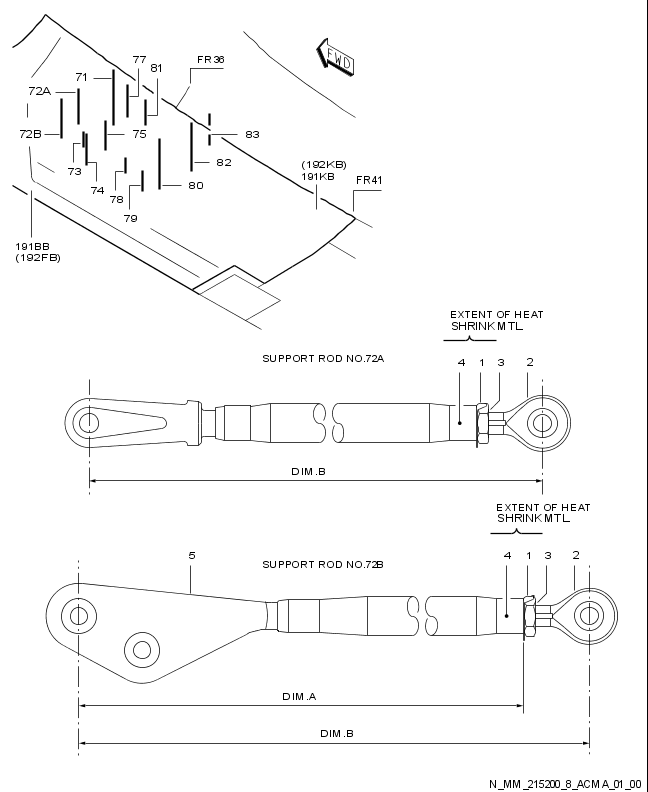 77
FR36
FWD
71
81
72A
72B
75
83
73
74
82
(192KB)
191KB
FR41
78
80
79
191BB
(192FB)
EXTENT OF HEAT
SHRINK MTL.
SUPPORT ROD NO.72A
4 1 3 2
DIM.B
EXTENT OF HEAT
SHRINK MTL.
5
SUPPORT ROD NO.72B
4 1 3 2
DIM.A
DIM.B
N_MM_215200_8_ACMA_01_00